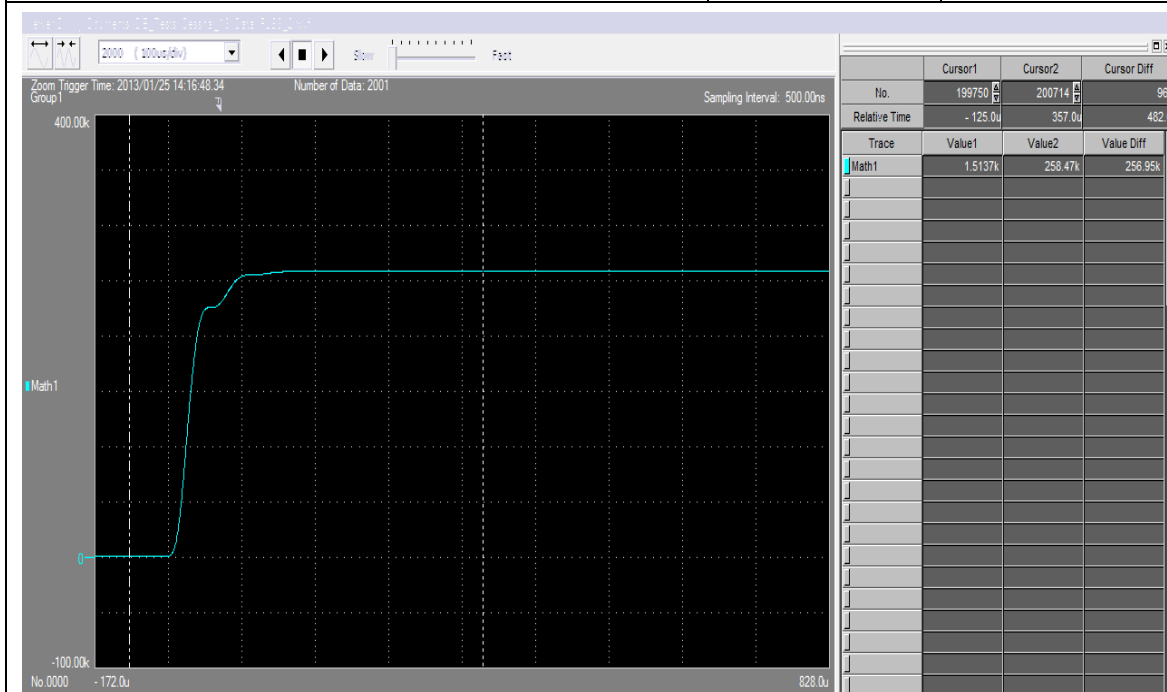 2000 ( 100us/div)
Slow
Fast
Zoom Trigger Time: 2013/01/25 14:16:48.34 Number of Data: 2001
Group1
Sampling Interval: 500.00ns
400.00k
Math1
0
-100.00k
No.0000 - 172.0u 828.0u
Cursor1 Cursor2 Cursor Diff
No. 199750 200714 96
Relative Time - 125.0u 357.0u 482.
Trace Value1 Value2 Value Diff
Math1 1.5137k 258.47k 256.95k